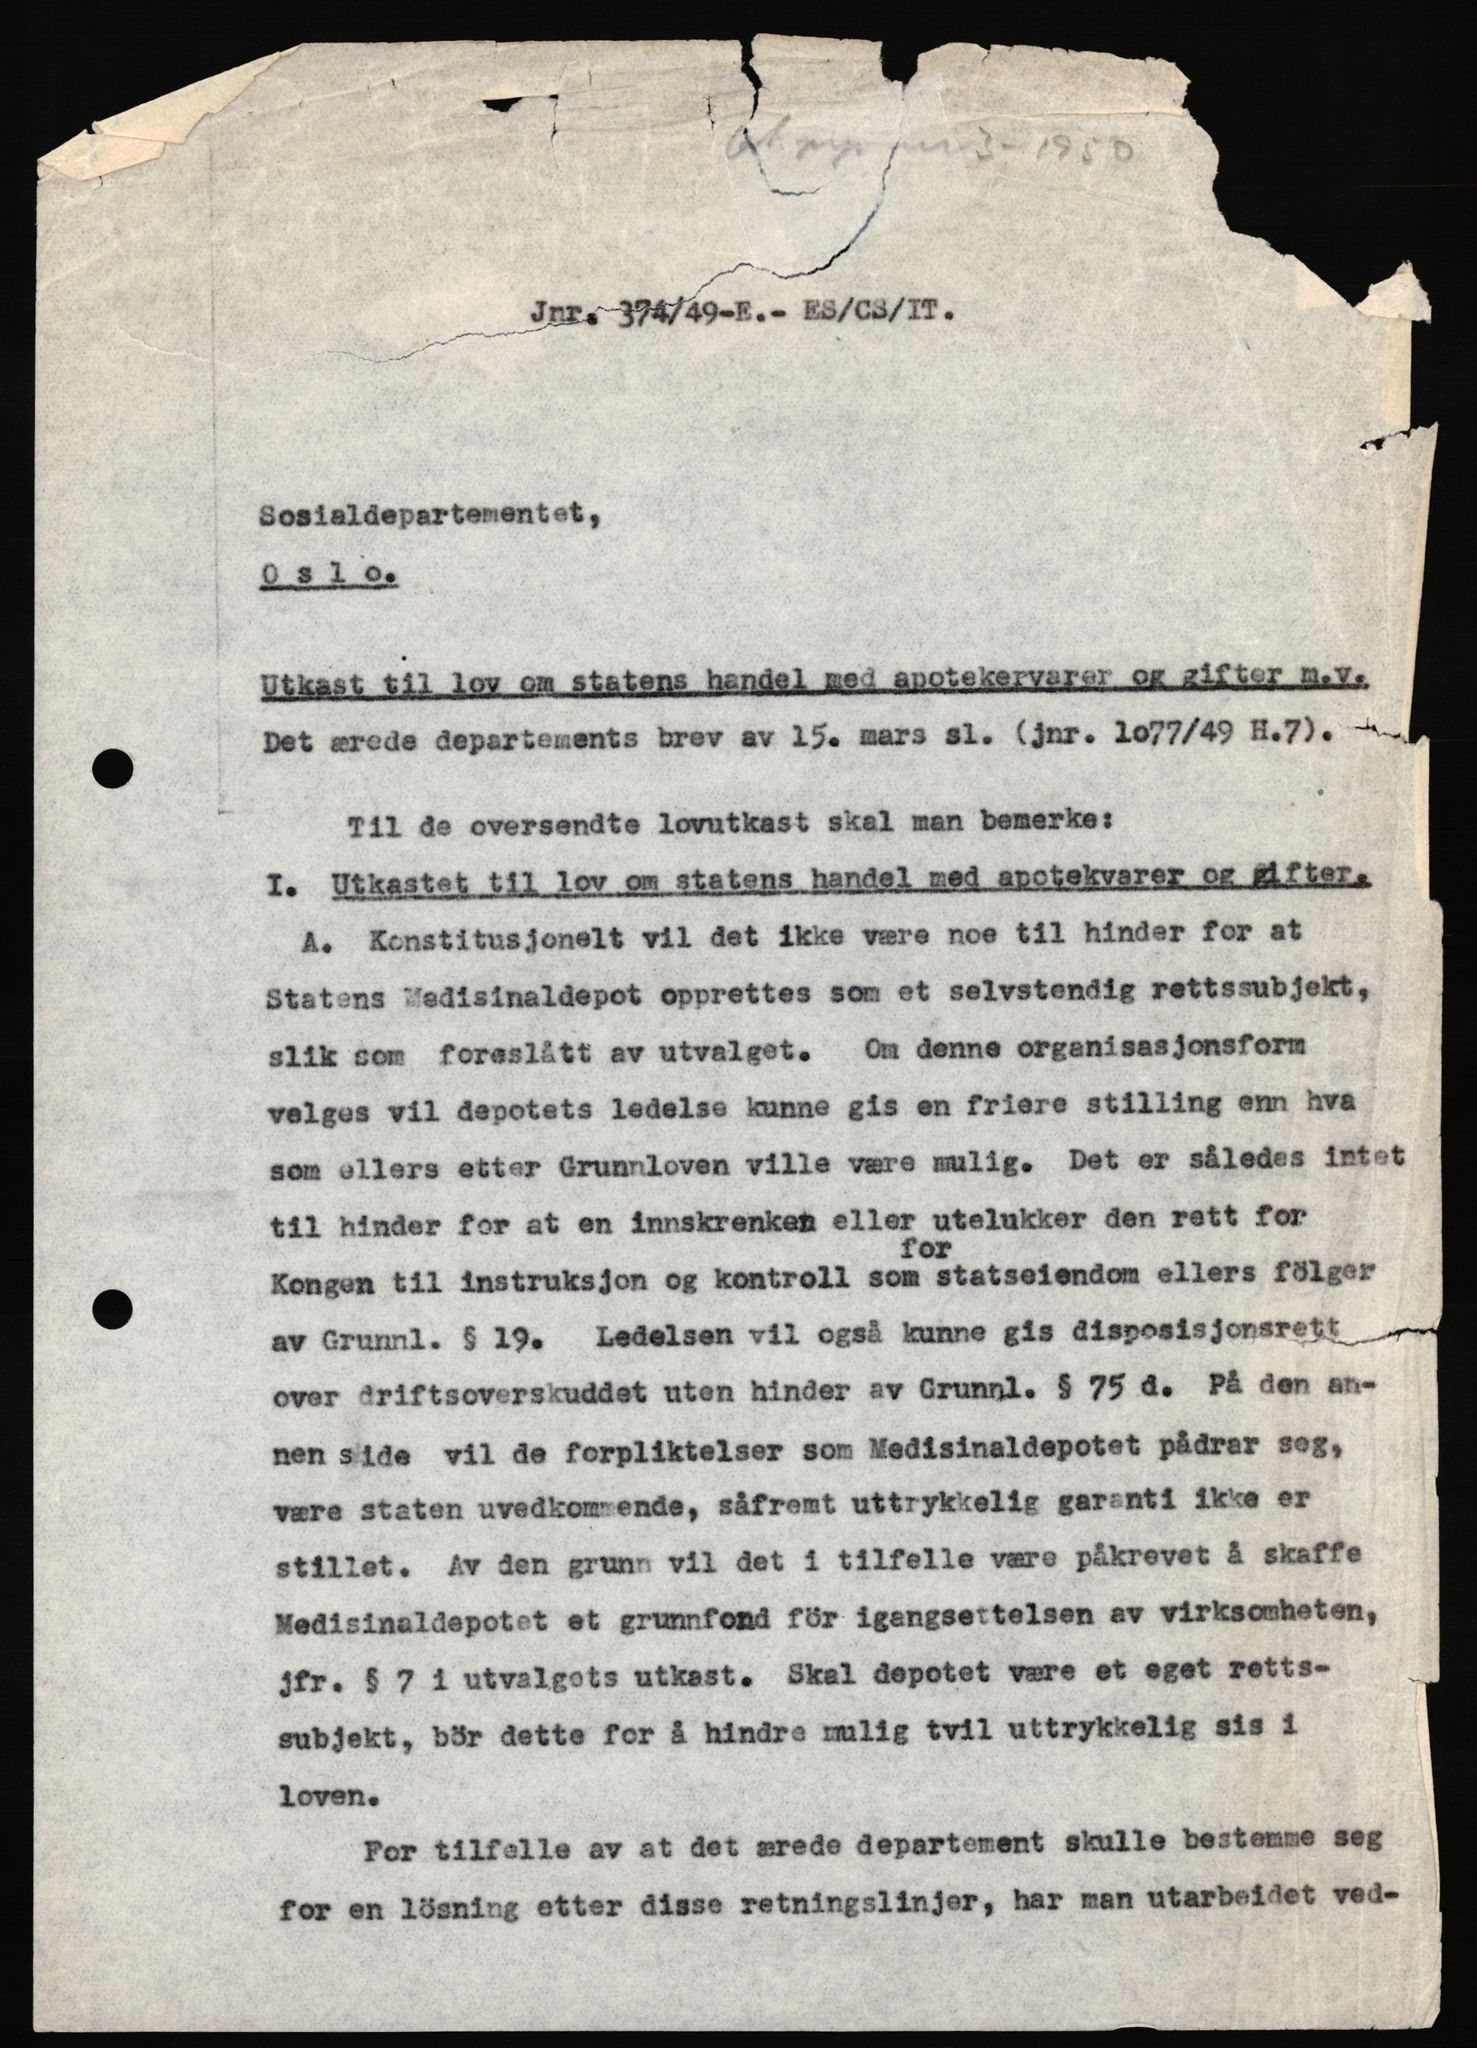 3-1950
Jnr. 374/49-E.- ES/CS/IT.
Sosialdepartementet,
O s l o.
Utkast til lov om statens handel med apotekervarer og gifter m.v.
Det ærede departements brev av 15. mars sl. (jnr. 1o77/49 H.7).
Til de oversendte lovutkast skal man bemerke:
I. Utkastet til lov om statens handel med apotekvarer og gifter.
A. Konstitusjonelt vil det ikke være noe til hinder for at
Statens Medisinaldepot opprettes som et selvstendig rettssubjekt,
slik som foreslått av utvalget. Om denne organisasjonsform
velges vil depotets ledelse kunne gis en friere stilling enn hva
som ellers etter Grunnloven ville være mulig. Det er således intet
til hinder for at en innskrenken eller utelukker den rett for
for
Kongen til instruksjon og kontroll som statseiendom ellers fölger
av Grunnl. § 19. Ledelsen vil også kunne gis disposisjonsrett
over driftsoverskuddet uten hinder av Grunnl. § 75 d. På den an-
nen side vil de forpliktelser som Medisinaldepotet pådrar seg,
være staten uvedkommende, såfremt uttrykkelig garanti ikke er
stillet. Av den grunn vil det i tilfelle være påkrevet å skaffe
Medisinaldepotet et grunnfond för igangsettelsen av virksomheten,
jfr. § 7 i utvalgets utkast. Skal depotet være et eget retts-
subjekt, bör dette for å hindre mulig tvil uttrykkelig sis i
loven.
For tilfelle av at det ærede departement skulle bestemme seg
for en lösning etter disse retningslinjer, har man utarbeidet ved-